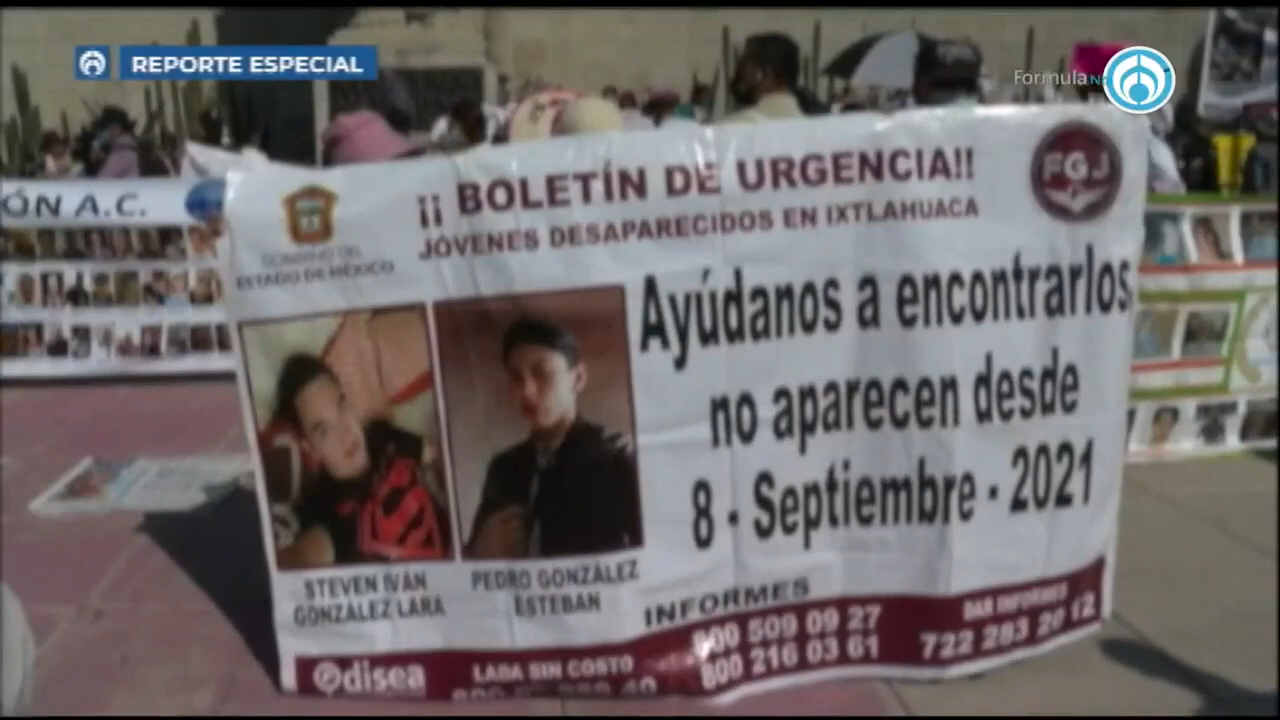 REPORTE ESPECIAL
Formula
ÓN A.C.
¡¡ BOLETÍN DE URGENCIA!!
JÓVENES DESAPARECIDOS EN IXTLAHUACA
FGJ
GOBIERNO DEL
ESTADO DE MÉXICO
Ayúdanos a encontrarlos
no aparecen desde
8 - Septiembre - 2021
STEVEN IVÁN
GONZÁLEZ LARA
PEDRO GONZÁLEZ
ESTEBAN
INFORMES
odisea
LADA SIN COSTO
800 509 09 27
800 216 03 61
DAR INFORMES
722 283 20 12